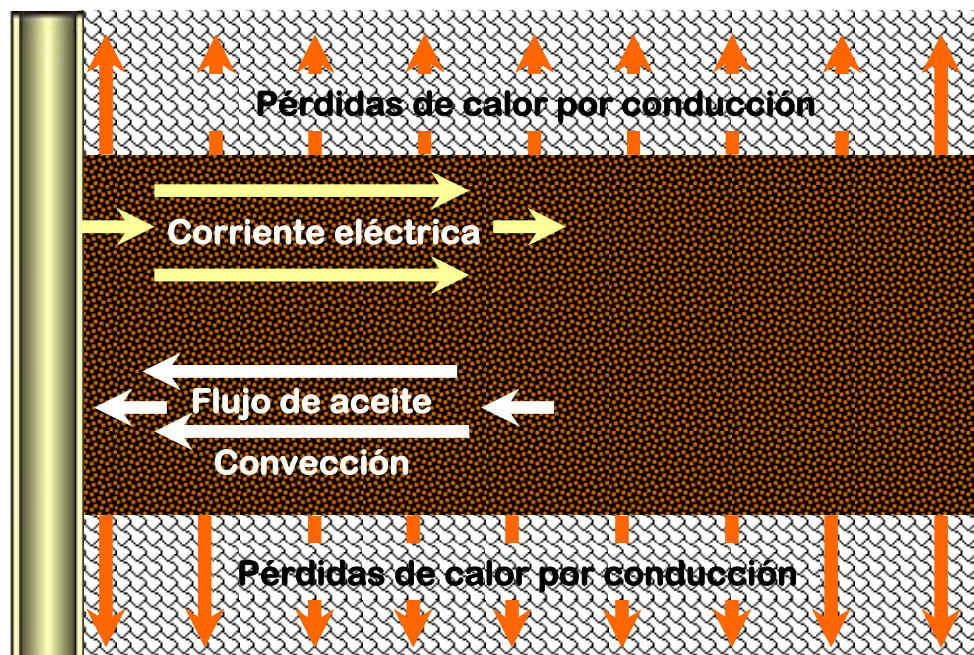 Pérdidas de calor por conducción
Corriente eléctrica
Flujo de aceite
Convección
Pérdidas de calor por conducción